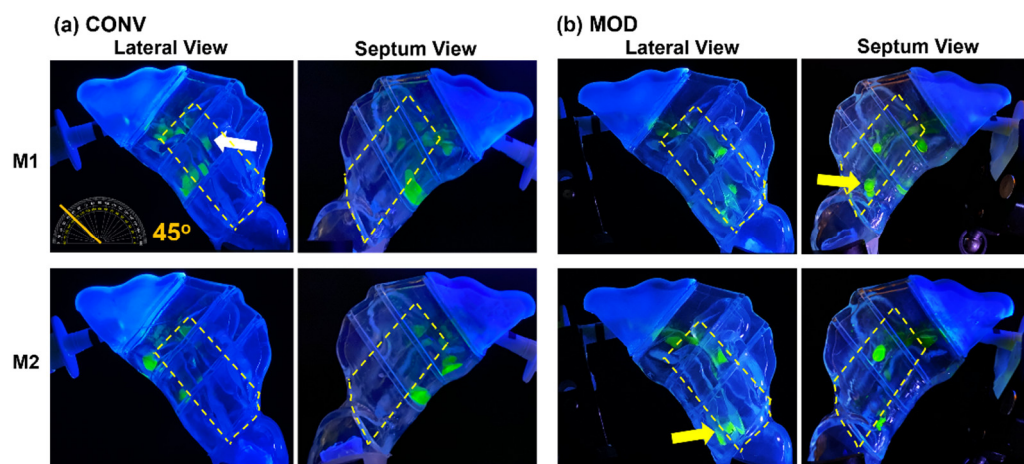 (a) CONV
(b) MOD
Lateral View
Septum View
Lateral View
Septum View
M1
45°
M2